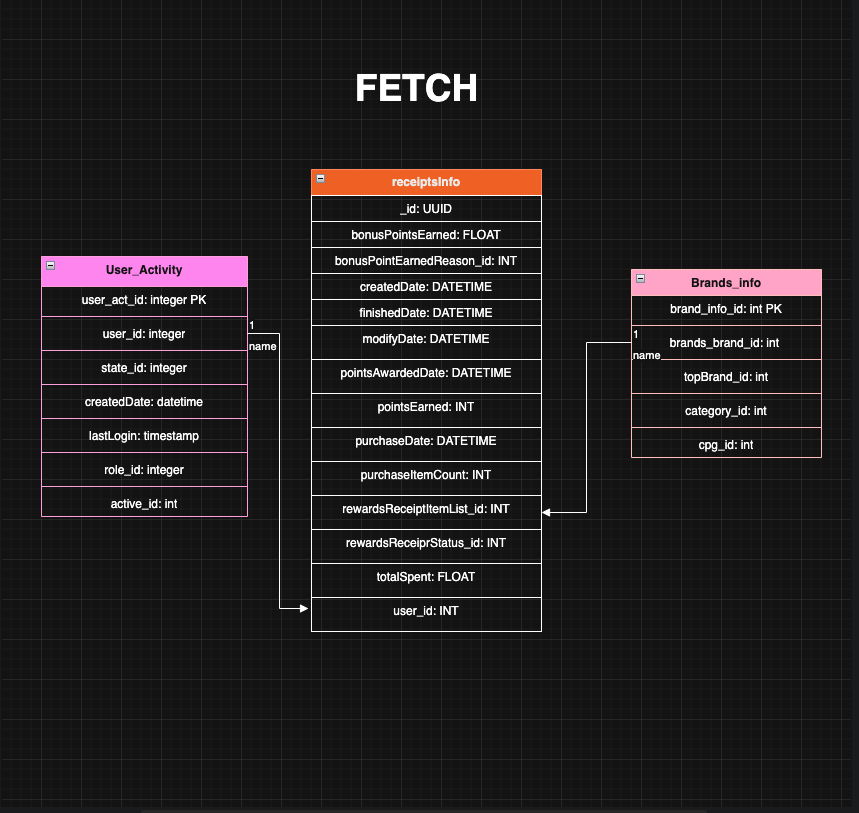 FETCH
receiptsInfo
_id: UUID
bonusPointsEarned: FLOAT
bonusPointEarnedReason_id: INT
createdDate: DATETIME
finishedDate: DATETIME
modifyDate: DATETIME
pointsAwardedDate: DATETIME
pointsEarned: INT
purchaseDate: DATETIME
purchaseItemCount: INT
rewardsReceiptItemList_id: INT
rewardsReceiprStatus_id: INT
totalSpent: FLOAT
user_id: INT
User_Activity
user_act_id: integer PK
user_id: integer
state_id: integer
createdDate: datetime
lastLogin: timestamp
role_id: integer
active_id: int
1
name
Brands_info
brand_info_id: int PK
brands_brand_id: int
topBrand_id: int
category_id: int
cpg_id: int
1
name